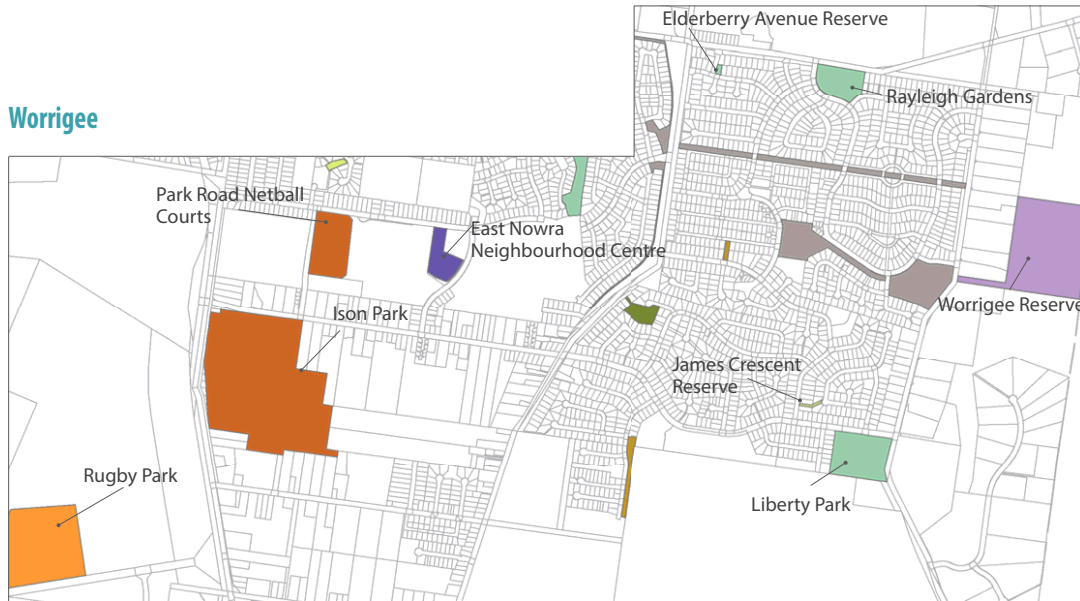 Elderberry Avenue Reserve
Rayleigh Gardens
Worrigee
Park Road Netball
Courts
East Nowra
Neighbourhood Centre
Worrigee Reserve
Ison Park
James Crescent
Reserve
Rugby Park
Liberty Park